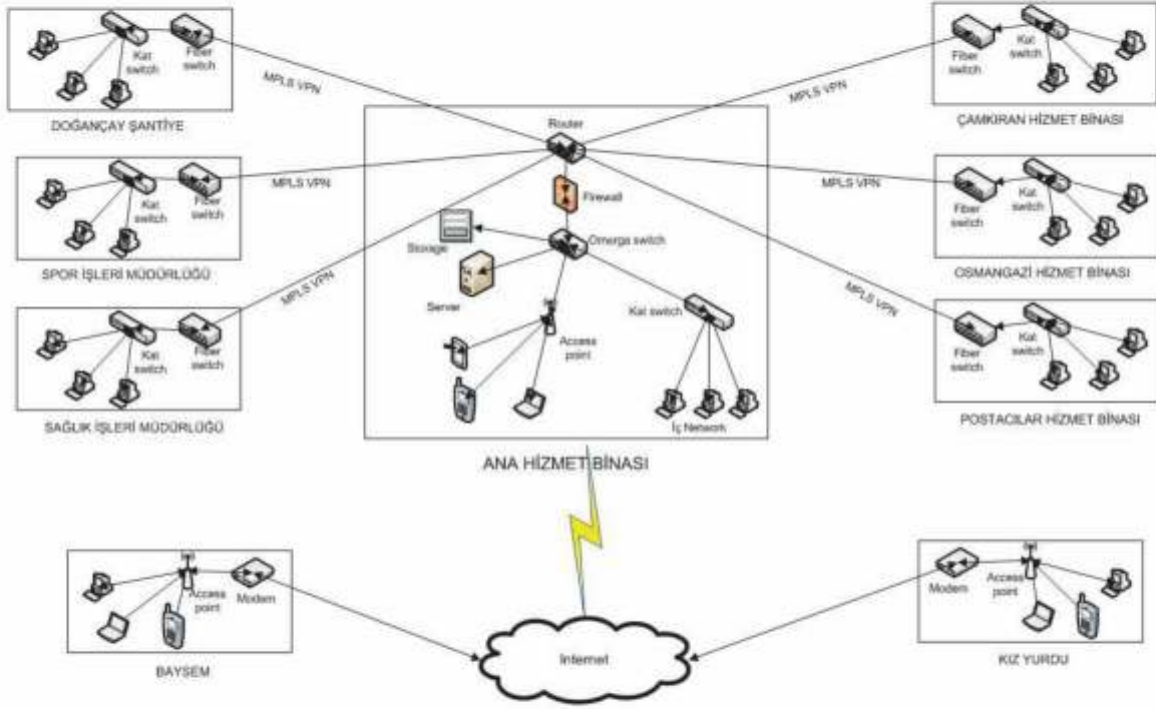 Kat
switch
Fiber
switch
MPLS VPN
DOĞANÇAY ŞANTİYE
Kat
switch
Fiber
switch
MPLS VPN
SPOR İŞLERİ MÜDÜRLÜĞÜ
Kat
switch
Fiber
switch
MPLS VPN
SAĞLIK İŞLERİ MÜDÜRLÜĞÜ
Router
Firewall
Omerga switch
Storage
Server
Access
point
Kat switch
İç Network
ANA HİZMET BİNASI
MPLS VPN
Fiber
switch
Kat
switch
ÇAMKIRAN HİZMET BİNASI
MPLS VPN
Fiber
switch
Kat
switch
OSMANGAZİ HİZMET BİNASI
MPLS VPN
Fiber
switch
Kat
switch
POSTACILAR HİZMET BİNASI
Access
point
Modem
BAYSEM
Internet
Modem
Access
point
KIZ YURDU